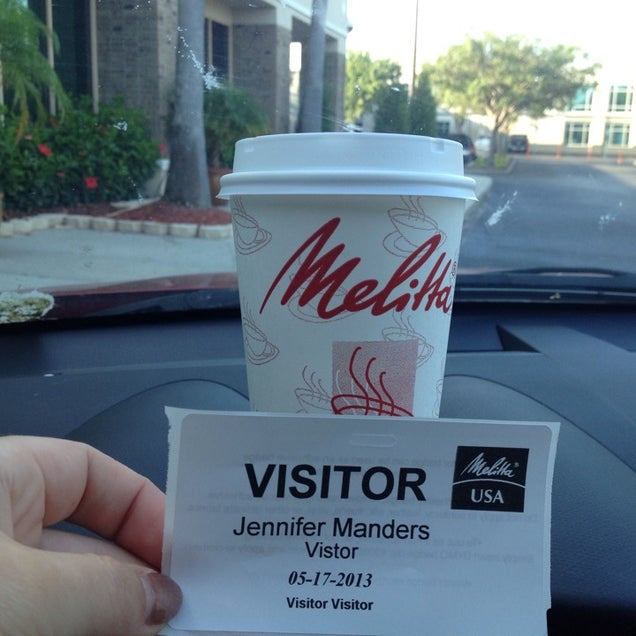 Melitta
VISITOR
Melitta®
USA
Jennifer Manders
Vistor
05-17-2013
Visitor Visitor